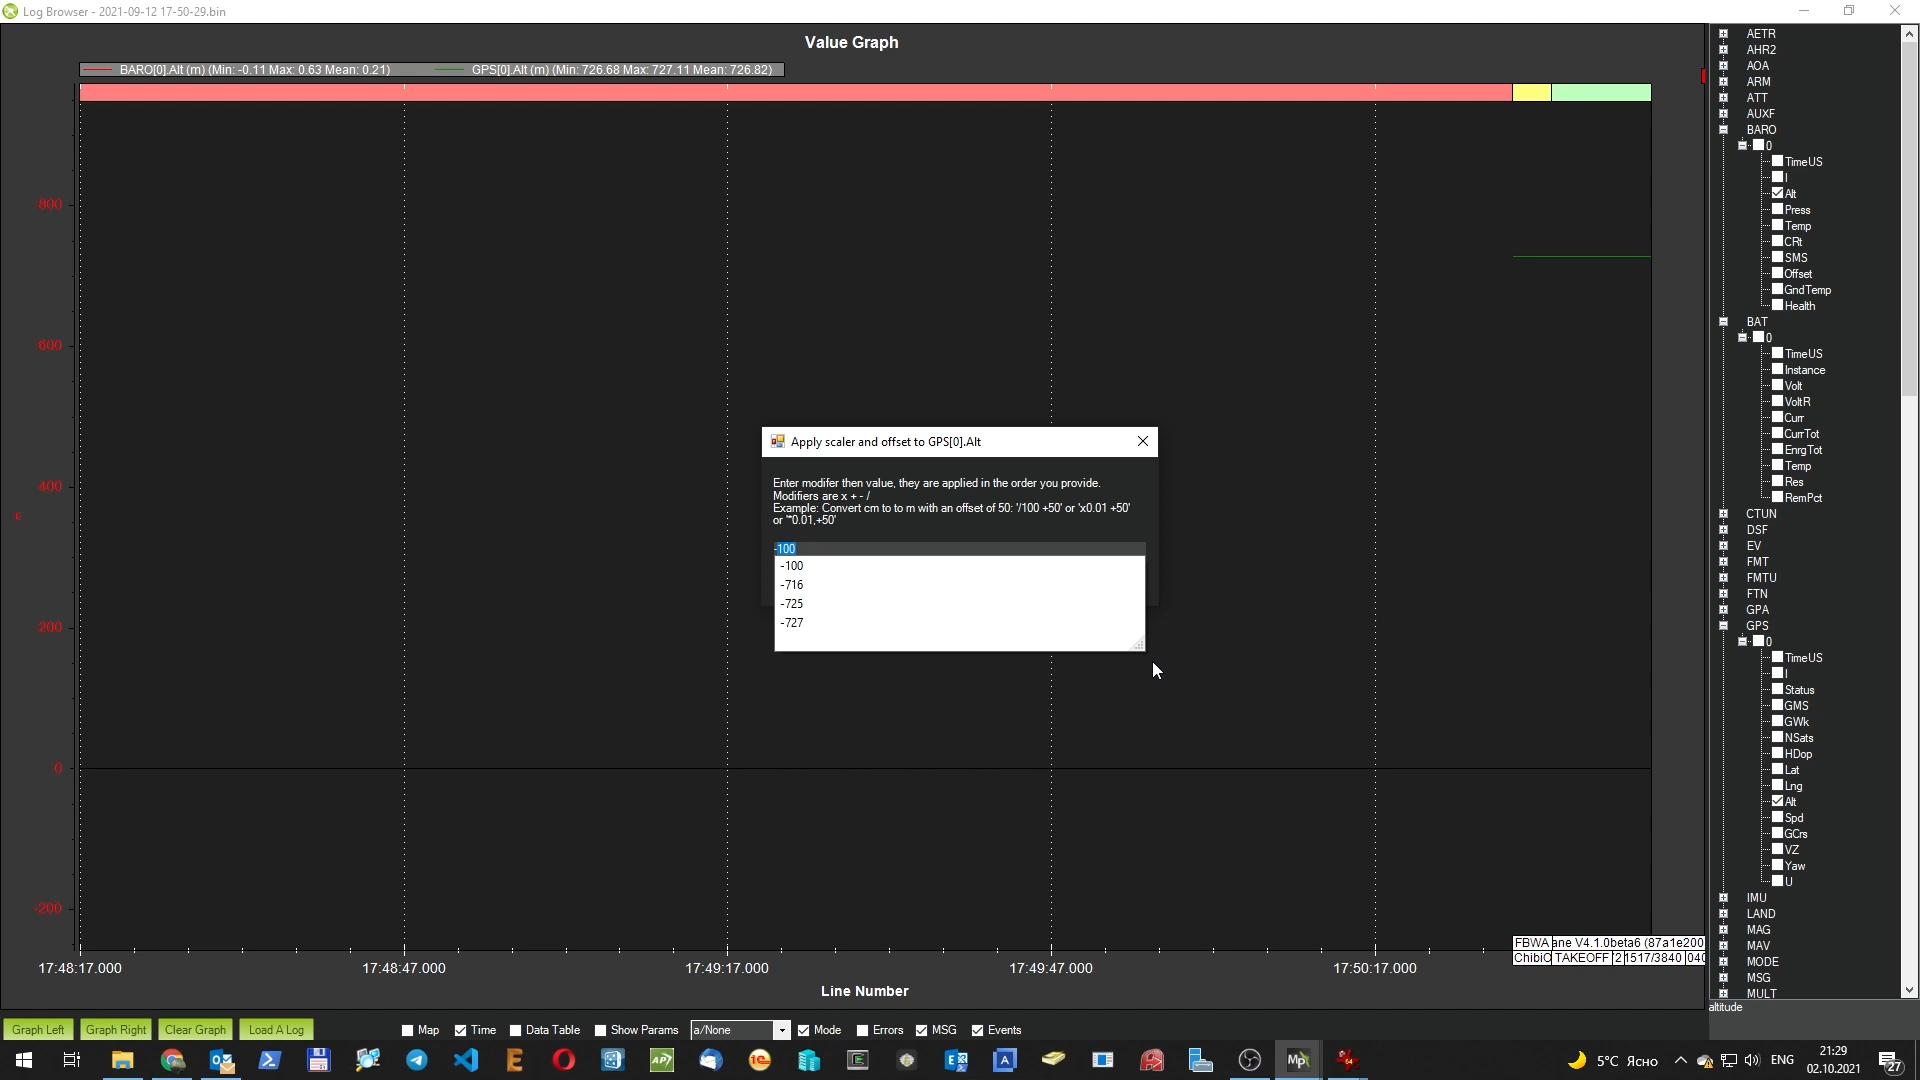 Log Browser - 2021-09-12 17-50-29.bin
Value Graph
BARO[0].Alt (m) (Min: -0.11 Max: 0.63 Mean: 0.21)
GPS[0].Alt (m) (Min: 726.68 Max: 727.11 Mean: 726.82)
800
600
400
200
0
-200
17:48:17.000
17:48:47.000
17:49:17.000
17:49:47.000
17:50:17.000
Line Number
FBWA
ane V4.1.0beta6 (87a1e200
ChibiO
TAKEOFF
1517/3840
Apply scaler and offset to GPS[0].Alt
Enter modifer then value, they are applied in the order you provide.
Modifiers are x + - /
Example: Convert cm to to m with an offset of 50: '/100 +50' or 'x0.01 +50'
or '*0.01,+50'
-100
-100
-716
-725
-727
AETR
AHR2
AOA
ARM
ATT
AUXF
BARO
0
TimeUS
I
Alt
Press
Temp
CRt
SMS
Offset
GndTemp
Health
BAT
0
TimeUS
Instance
Volt
VoltR
Curr
CurrTot
EnrgTot
Temp
Res
RemPct
CTUN
DSF
EV
FMT
FMTU
FTN
GPA
GPS
0
TimeUS
I
Status
GMS
GWk
NSats
HDop
Lat
Lng
Alt
Spd
GCrs
VZ
Yaw
U
IMU
LAND
MAG
MAV
MODE
MSG
MULT
altitude
Graph Left
Graph Right
Clear Graph
Load A Log
Map
Time
Data Table
Show Params
a/None
Mode
Errors
MSG
Events
5°C Ясно
ENG
21:29
02.10.2021
27